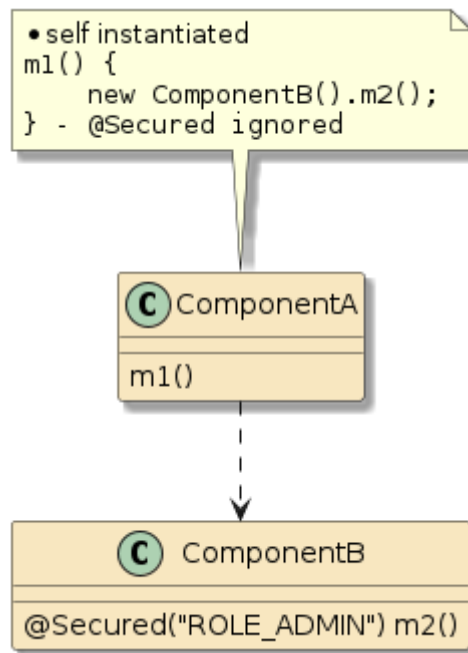 • self instantiated
m1() {
    new ComponentB().m2();
} - @Secured ignored
C ComponentA
m1()
C ComponentB
@Secured("ROLE_ADMIN") m2()